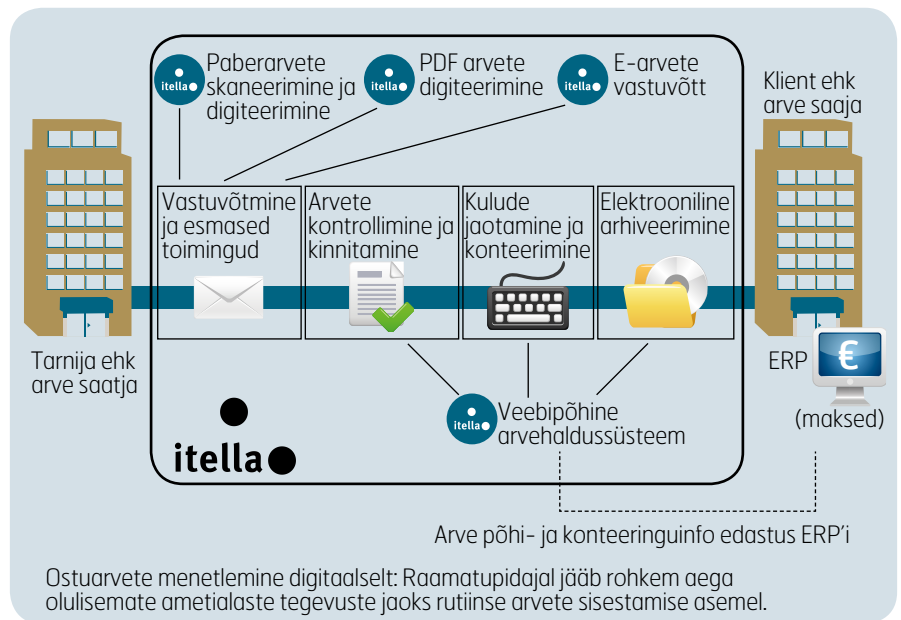 itella
Paberarvete
skaneerimine ja
digiteerimine
itella
PDF arvete
digiteerimine
itella
E-arvete
vastuvõtt
Klient ehk
arve saaja
Vastuvõtmine
ja esmased
toimingud
Arvete
kontrollimine ja
kinnitamine
Kulude
jaotamine ja
konteerimine
Elektrooniline
arhiveerimine
Tarnija ehk
arve saatja
ERP
€
(maksed)
itella
Veebipõhine
arvehaldussüsteem
itella
Arve põhi- ja konteeringuinfo edastus ERP'i
Ostuarvete menetlemine digitaalselt: Raamatupidajal jääb rohkem aega
olulisemate ametialaste tegevuste jaoks rutiinse arvete sisestamise asemel.